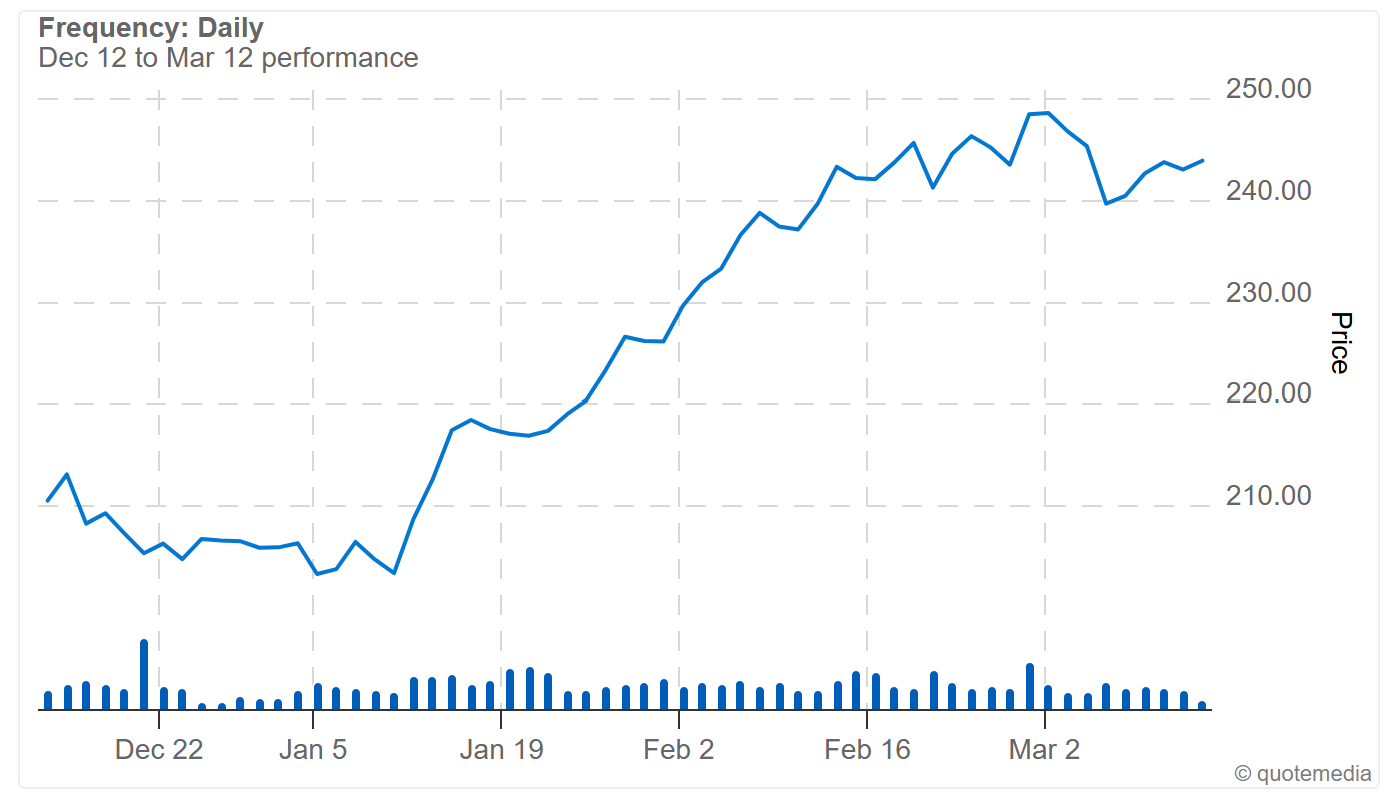 Frequency: Daily
Dec 12 to Mar 12 performance
250.00
240.00
230.00
220.00
210.00
Price
Dec 22 Jan 5 Jan 19 Feb 2 Feb 16 Mar 2
© quotemedia